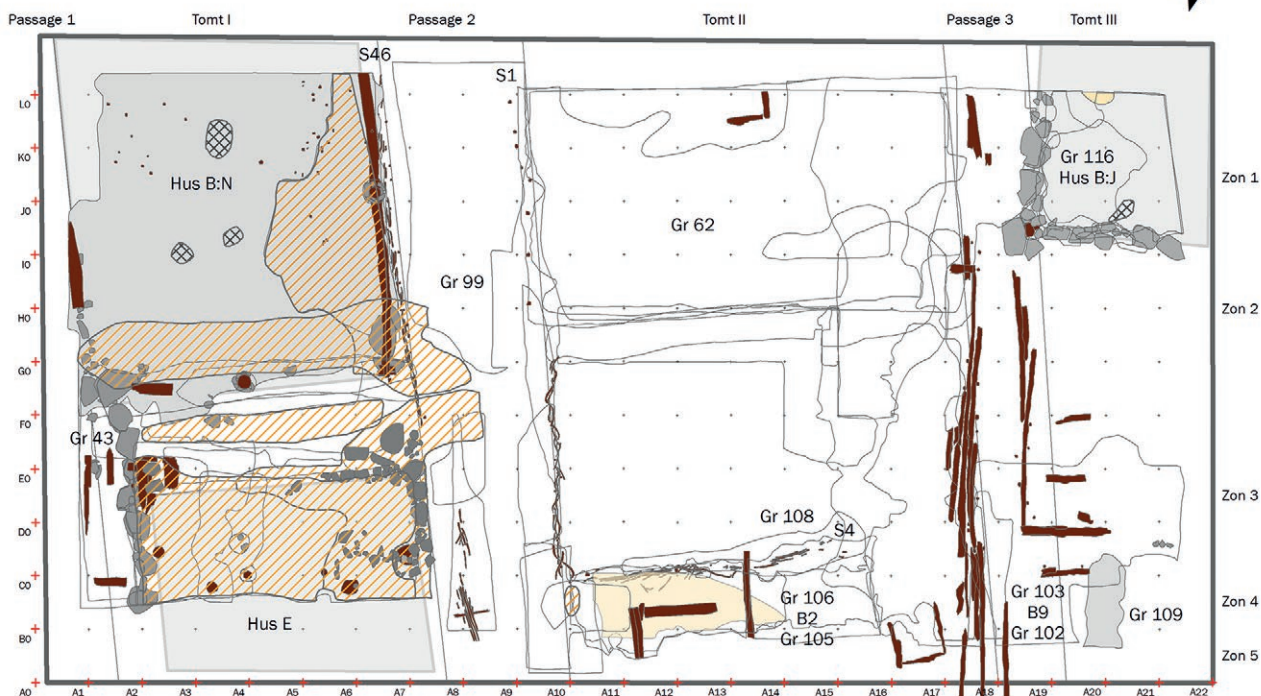 Passage 1 Tomt I Passage 2 Tomt II Passage 3 Tomt III
S46
S1
L0
K0
J0
I0
H0
G0
F0
E0
D0
C0
B0
Hus B:N
Gr 116
Hus B:J
Zon 1
Gr 62
Gr 99
Zon 2
Gr 43
Zon 3
Gr 108
S4
Gr 106
B2
Gr 105
Gr 103
B9
Gr 102
Gr 109
Zon 4
Hus E
Zon 5
A0 A1 A2 A3 A4 A5 A6 A7 A8 A9 A10 A11 A12 A13 A14 A15 A16 A17 A18 A19 A20 A21 A22